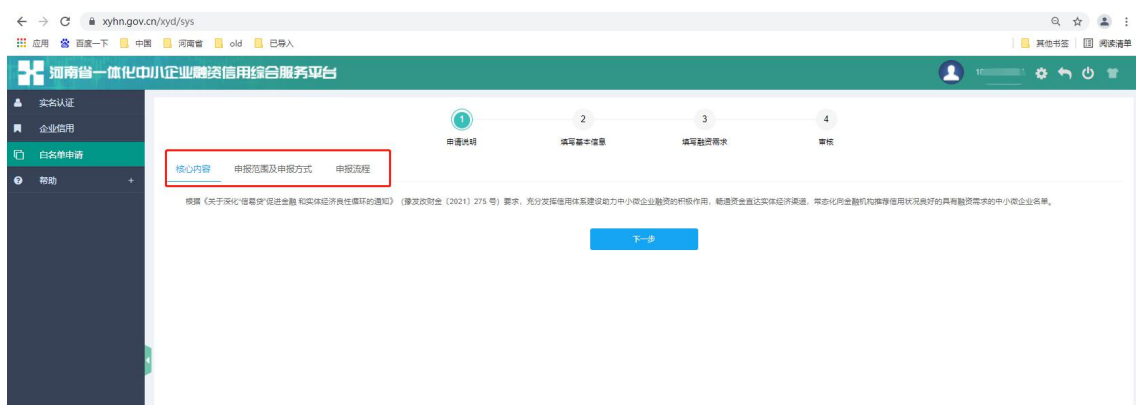 xyhn.gov.cn/xyd/sys
应用 百度一下 中国 河南省 old 已导入 其他书签 阅读清单
河南省一体化中小企业融资信用综合服务平台
实名认证
企业信用
白名单申请
帮助 +
1 2 3 4
申请说明 填写基本信息 填写融资需求 审核
核心内容 申报范围及申报方式 申报流程
根据《关于深化“信易贷”促进金融 和实体经济良性循环的通知》（豫发改财金〔2021〕275 号）要求，充分发挥信用体系建设助力中小微企业融资的积极作用，畅通资金直达实体经济渠道，常态化向金融机构推荐信用状况良好的具有融资需求的中小微企业名单。
下一步